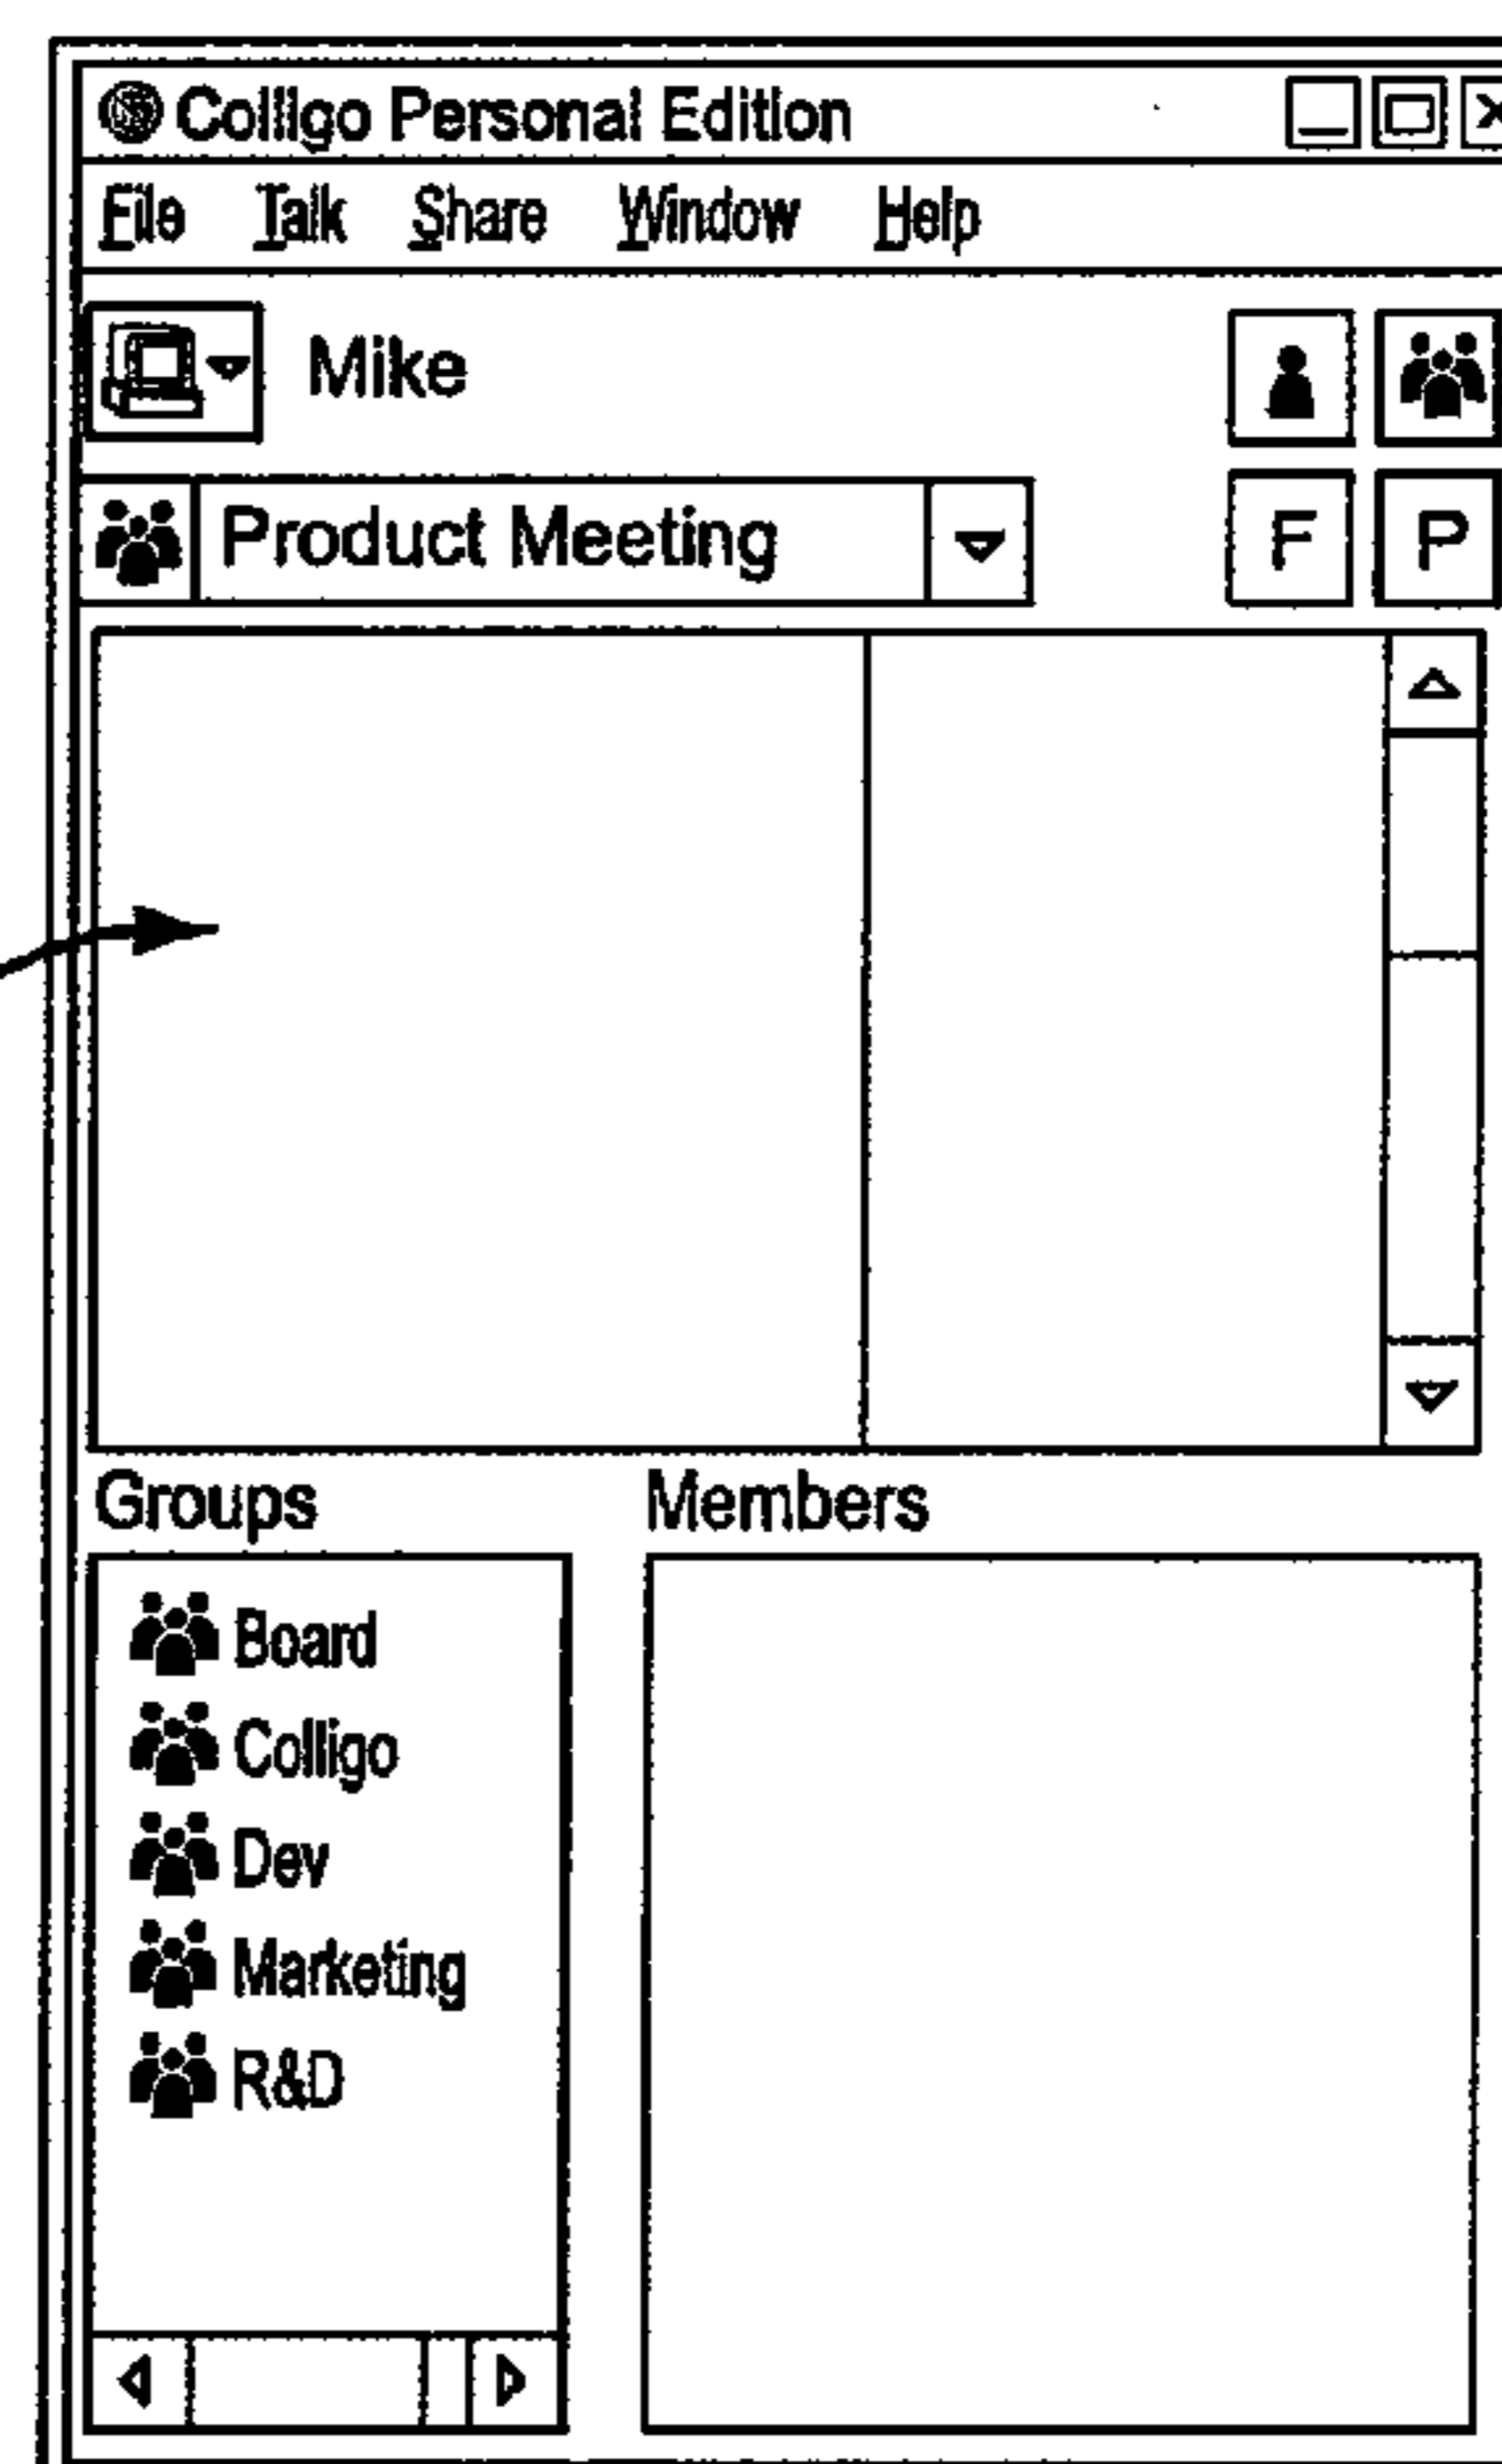 Colligo Personal Edition
File Talk Share Window Help
Mike
Product Meeting
F P
Groups Members
Board
Colligo
Dev
Marketing
R&D